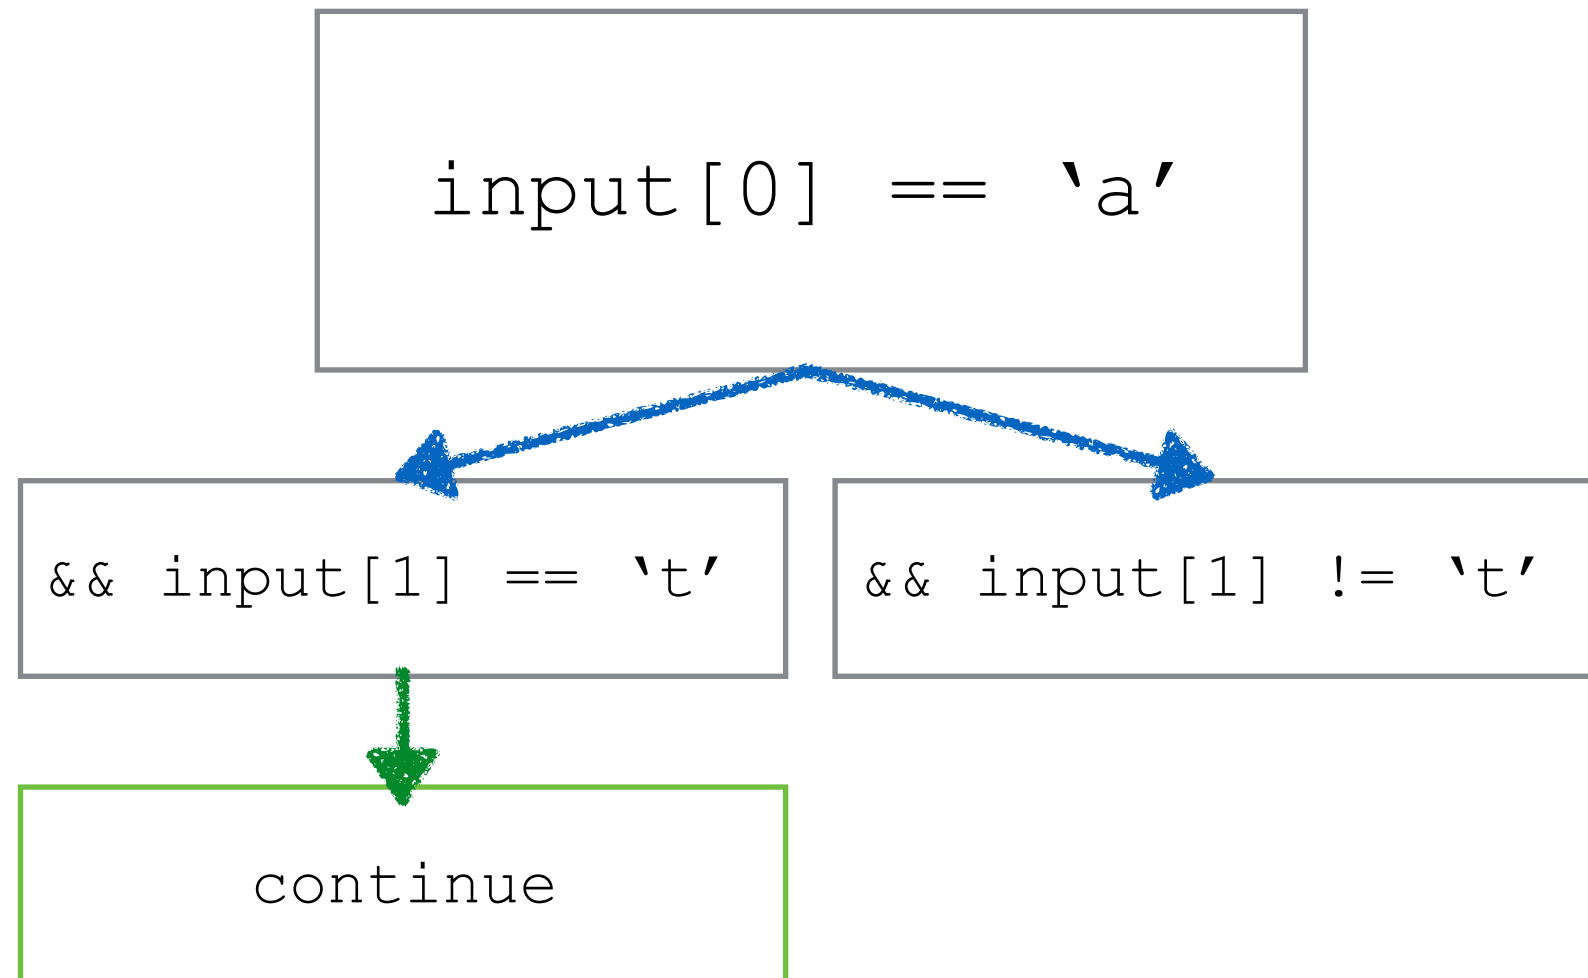 input[0] == ‘a’
&& input[1] == ‘t’
&& input[1] != ‘t’
continue